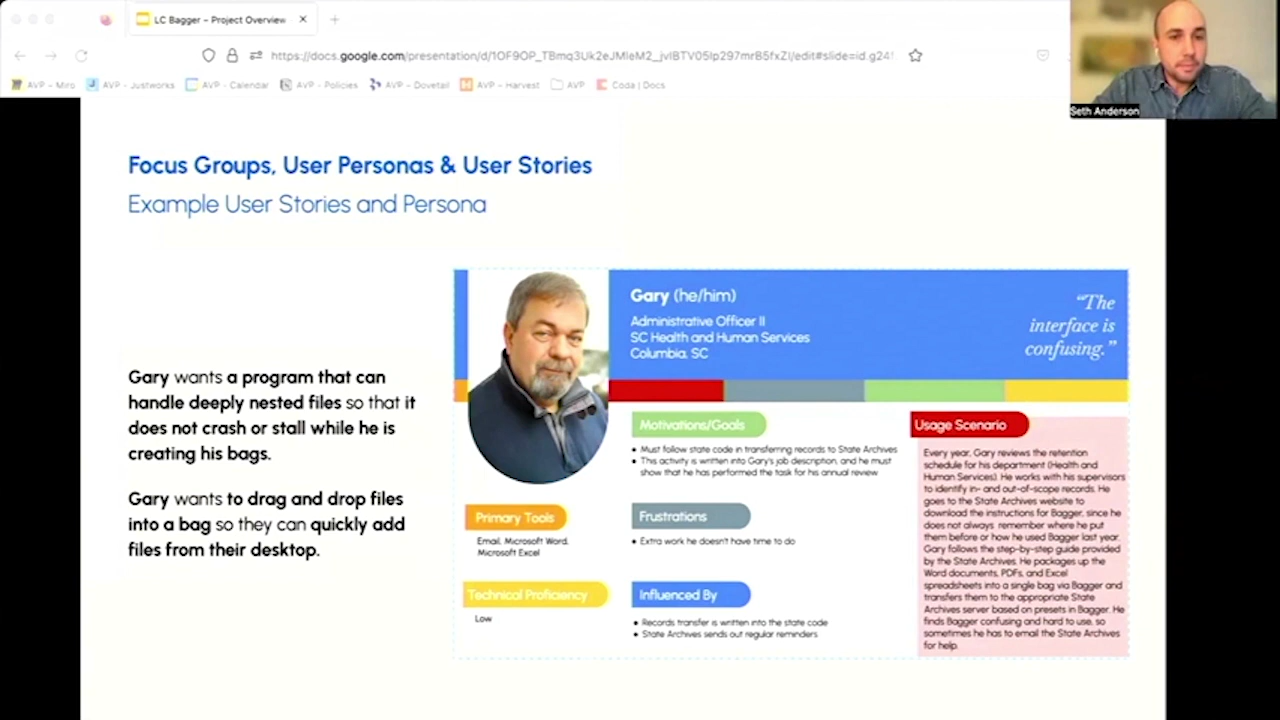 LC Bagger – Project Overview
https://docs.google.com/presentation/d/
AVP – Miro
AVP - Justworks
AVP - Calendar
AVP - Policies
AVP – Dovetail
AVP – Harvest
AVP
Coda | Docs
Seth Anderson
Focus Groups, User Personas & User Stories
Example User Stories and Persona
Gary wants a program that can
handle deeply nested files so that it
does not crash or stall while he is
creating his bags.
Gary wants to drag and drop files
into a bag so they can quickly add
files from their desktop.
Gary (he/him)
Administrative Officer II
SC Health and Human Services
Columbia, SC
“The
interface is
confusing.”
Primary Tools
Email, Microsoft Word,
Microsoft Excel
Technical Proficiency
Low
Motivations/Goals
● Must follow state code in transferring records to State Archives
● This activity is written into Gary's job description, and he must
show that he has performed the task for his annual review
Frustrations
● Extra work he doesn't have time to do
Influenced By
● Records transfer is written into the state code
● State Archives sends out regular reminders
Usage Scenario
Every year, Gary reviews the retention
schedule for his department (Health and
Human Services). He works with his supervisors
to identify in- and out-of-scope records. He
goes to the State Archives website to
download the instructions for Bagger, since he
does not always remember where he put
them before or how he used Bagger last year.
Gary follows the step-by-step guide provided
by the State Archives. He packages up the
Word documents, PDFs, and Excel
spreadsheets into a single bag via Bagger and
transfers them to the appropriate State
Archives server based on presets in Bagger. He
finds Bagger confusing and hard to use, so
sometimes he has to email the State Archives
for help.